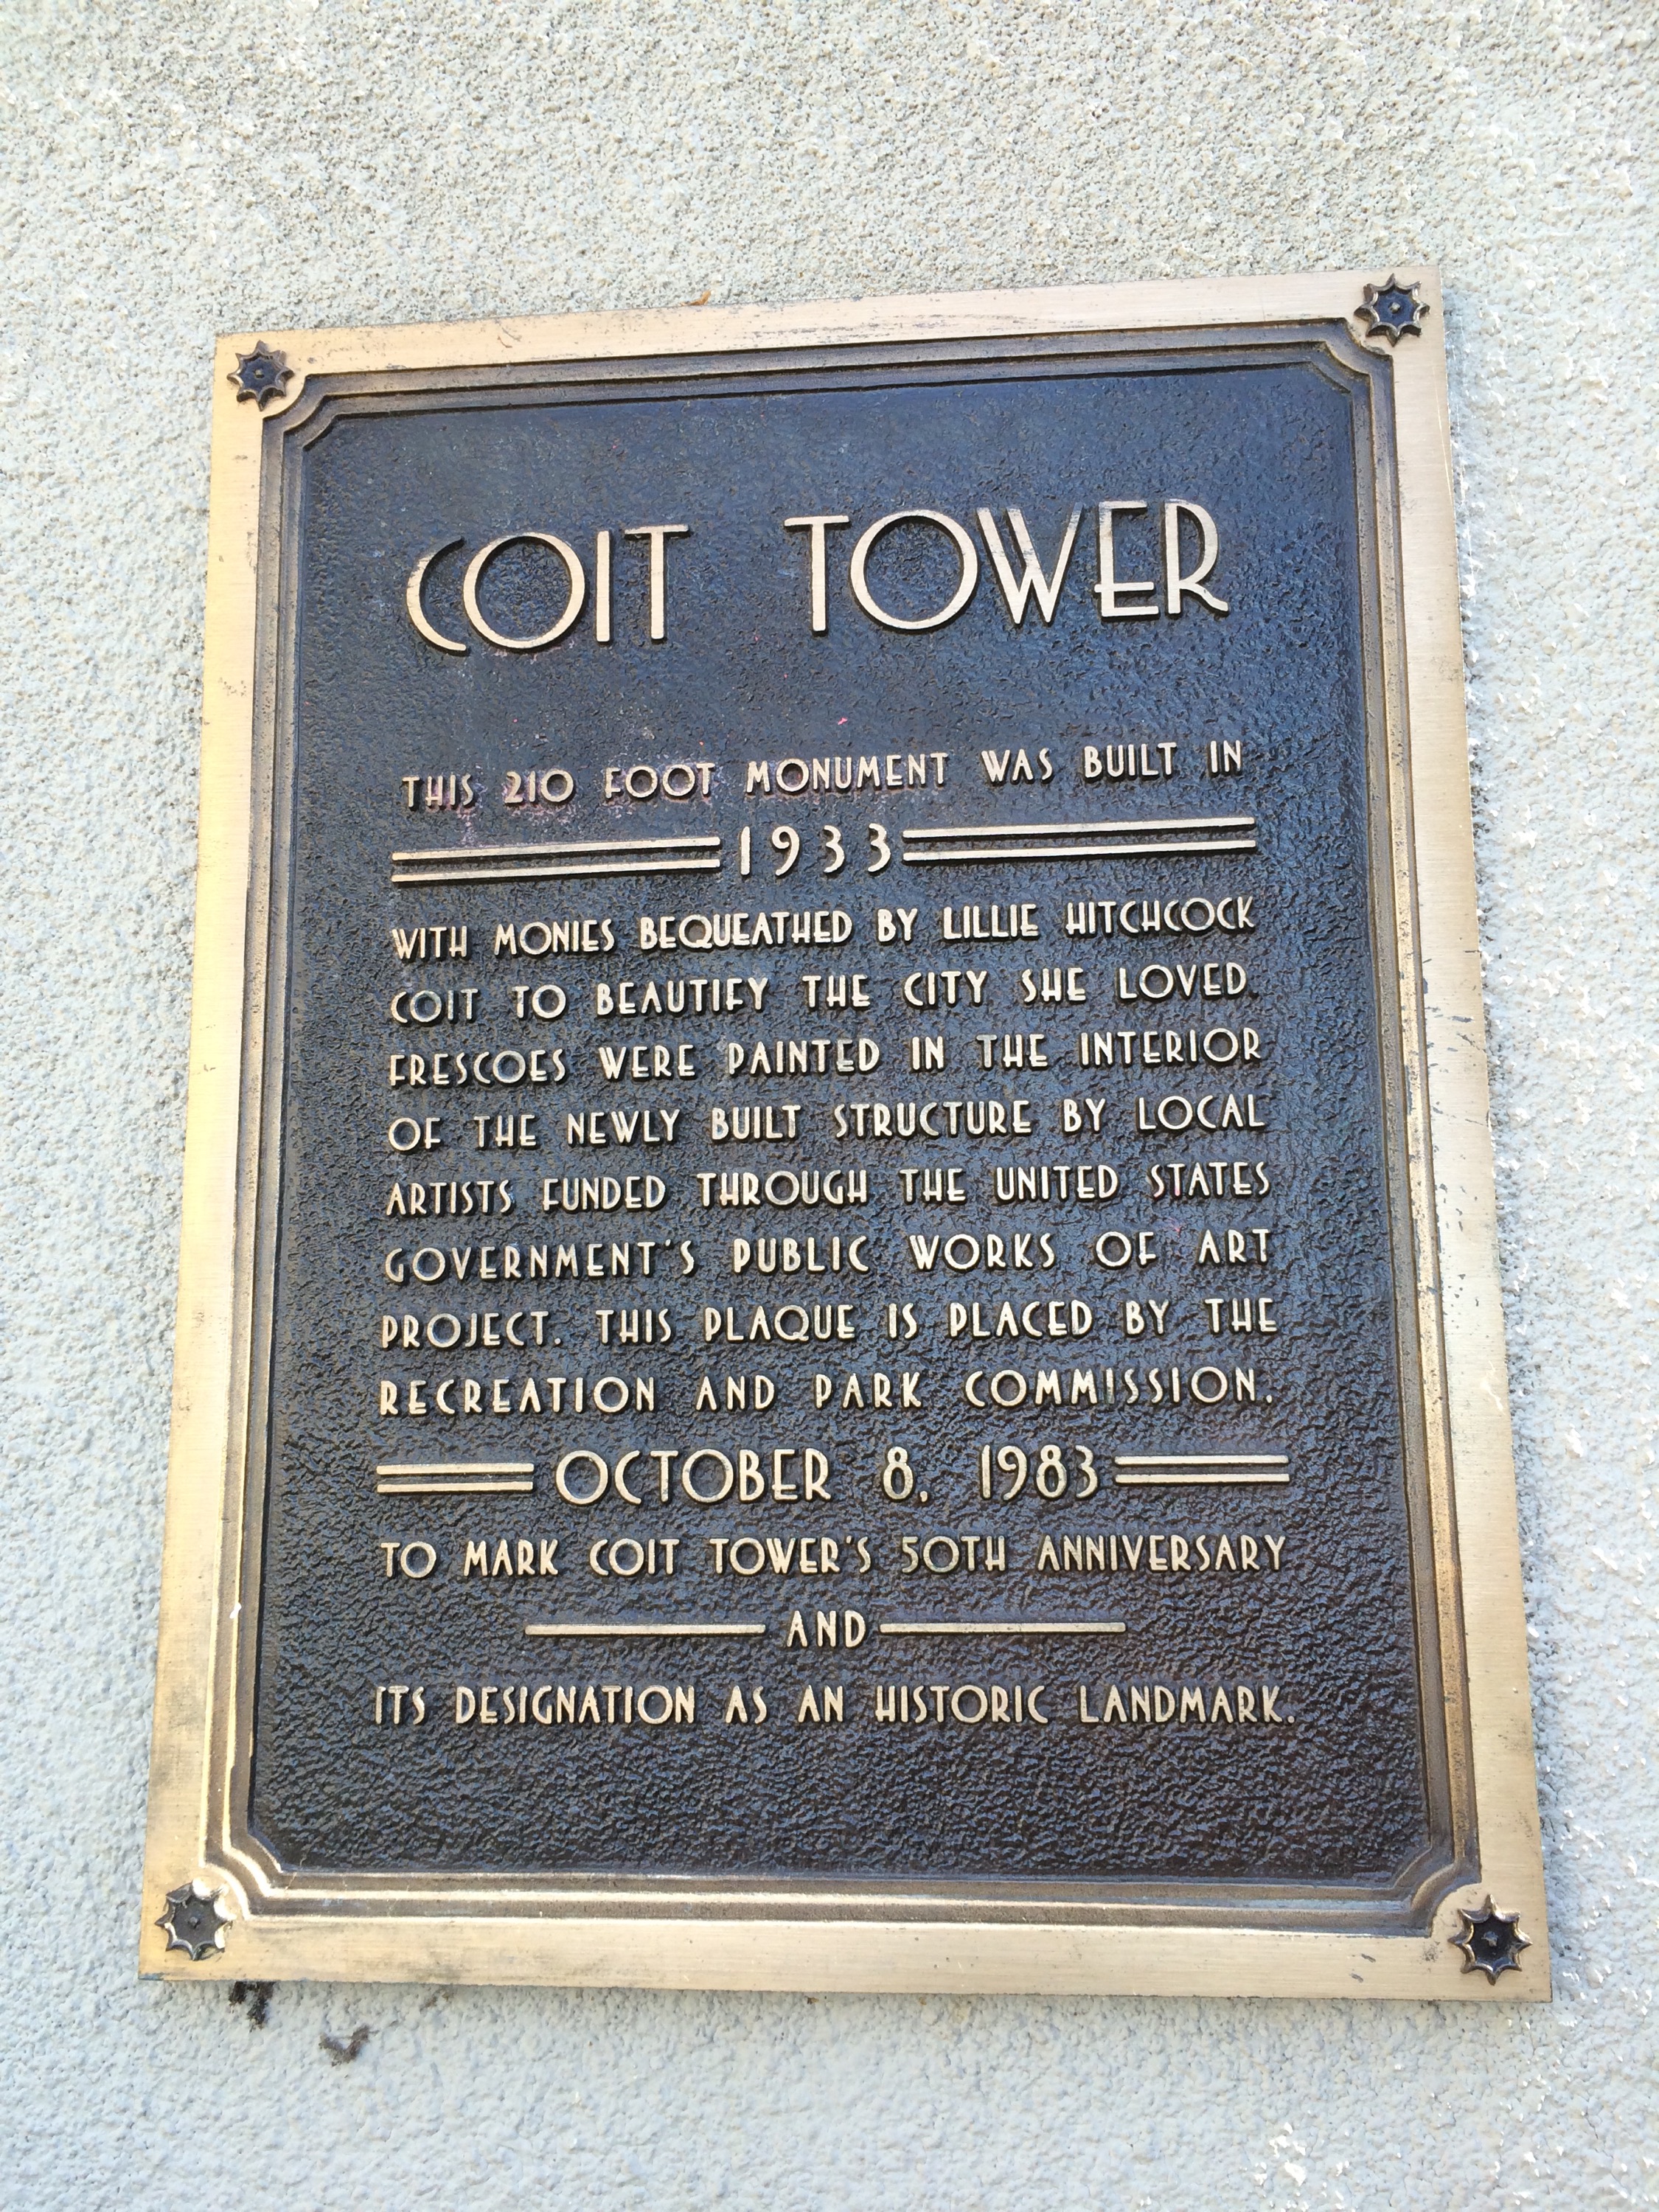 COIT TOWER
THIS 210 FOOT MONUMENT WAS BUILT IN
1933
WITH MONIES BEQUEATHED BY LILLIE HITCHCOCK
COIT TO BEAUTIFY THE CITY SHE LOVED.
FRESCOES WERE PAINTED IN THE INTERIOR
OF THE NEWLY BUILT STRUCTURE BY LOCAL
ARTISTS FUNDED THROUGH THE UNITED STATES
GOVERNMENT'S PUBLIC WORKS OF ART
PROJECT. THIS PLAQUE IS PLACED BY THE
RECREATION AND PARK COMMISSION.
OCTOBER 8, 1983
TO MARK COIT TOWER'S 50TH ANNIVERSARY
AND
ITS DESIGNATION AS AN HISTORIC LANDMARK.